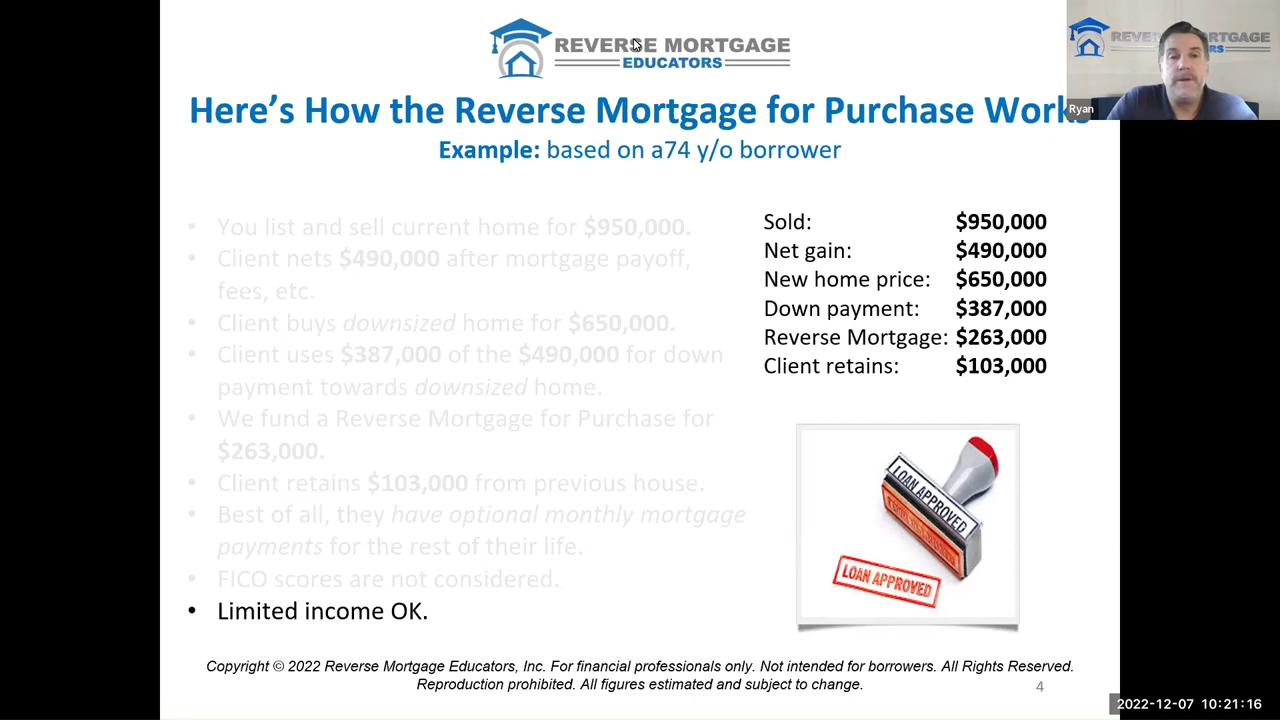 REVERSE MORTGAGE
EDUCATORS
REVERSE MORTGAGE
Ryan
Here's How the Reverse Mortgage for Purchase Works
Example: based on a74 y/o borrower
• You list and sell current home for $950,000.
• Client nets $490,000 after mortgage payoff,
fees, etc.
• Client buys downsized home for $650,000.
• Client uses $387,000 of the $490,000 for down
payment towards downsized home.
• We fund a Reverse Mortgage for Purchase for
$263,000.
• Client retains $103,000 from previous house.
• Best of all, they have optional monthly mortgage
payments for the rest of their life.
• FICO scores are not considered.
• Limited income OK.
Sold: $950,000
Net gain: $490,000
New home price: $650,000
Down payment: $387,000
Reverse Mortgage: $263,000
Client retains: $103,000
LOAN APPROVED
LOAN APPROVED
Copyright © 2022 Reverse Mortgage Educators, Inc. For financial professionals only. Not intended for borrowers. All Rights Reserved.
Reproduction prohibited. All figures estimated and subject to change.
4
2022-12-07 10:21:16